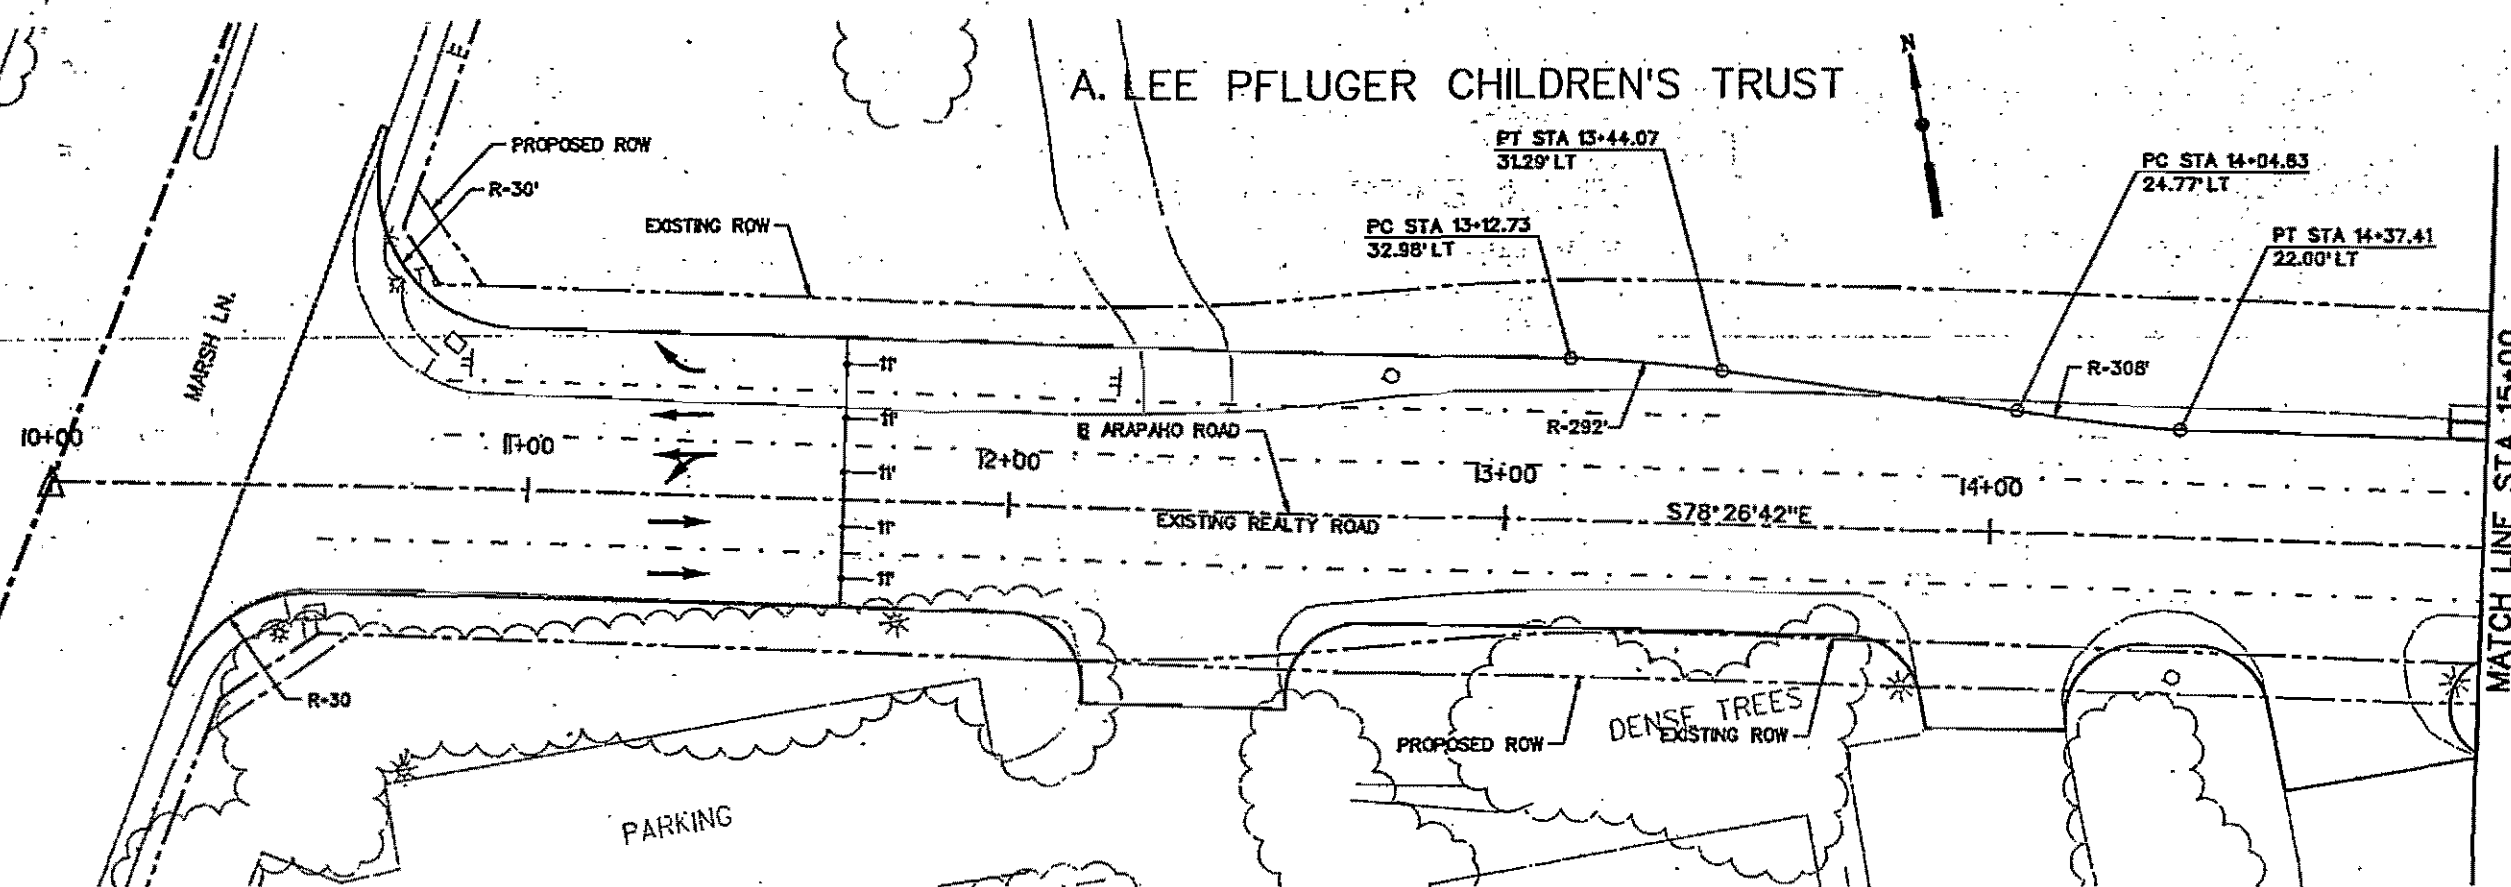 N
E
A. LEE PFLUGER CHILDREN'S TRUST
PROPOSED ROW
R-30'
EXISTING ROW
PT STA 13+44.07
31.29' LT
PC STA 14+04.83
24.77' LT
PC STA 13+12.73
32.98' LT
PT STA 14+37.41
22.00' LT
MARSH LN.
R-308'
11'
11'
11'
11'
11'
10+00
11+00
12+00
13+00
14+00
ARAPAHO ROAD
R-292'
EXISTING REALTY ROAD
S78°26'42"E
MATCH LINE STA 15+00
R-30
DENSE TREES
PROPOSED ROW
EXISTING ROW
PARKING